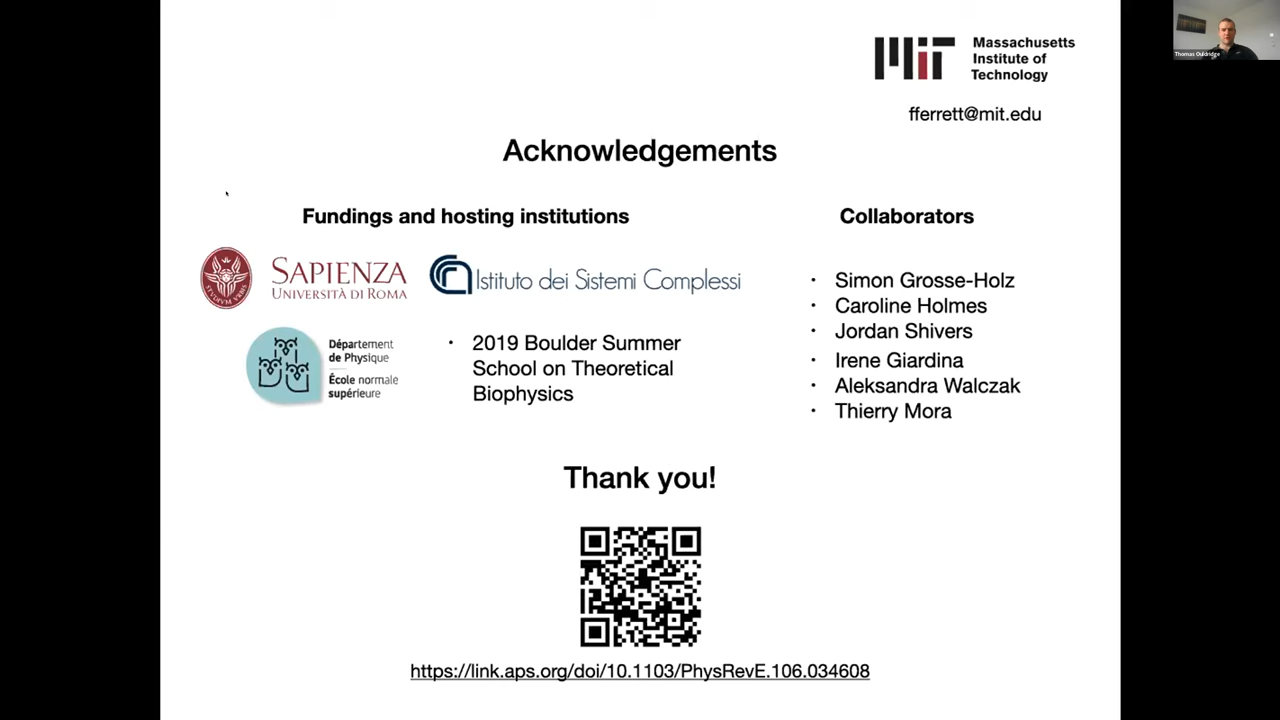 Massachusetts
Institute of
Technology
Thomas Ouldridge
fferrett@mit.edu
Acknowledgements
Fundings and hosting institutions
SAPIENZA
UNIVERSITÀ DI ROMA
Istituto dei Sistemi Complessi
Département
de Physique
École normale
supérieure
• 2019 Boulder Summer
School on Theoretical
Biophysics
Collaborators
• Simon Grosse-Holz
• Caroline Holmes
• Jordan Shivers
• Irene Giardina
• Aleksandra Walczak
• Thierry Mora
Thank you!
https://link.aps.org/doi/10.1103/PhysRevE.106.034608